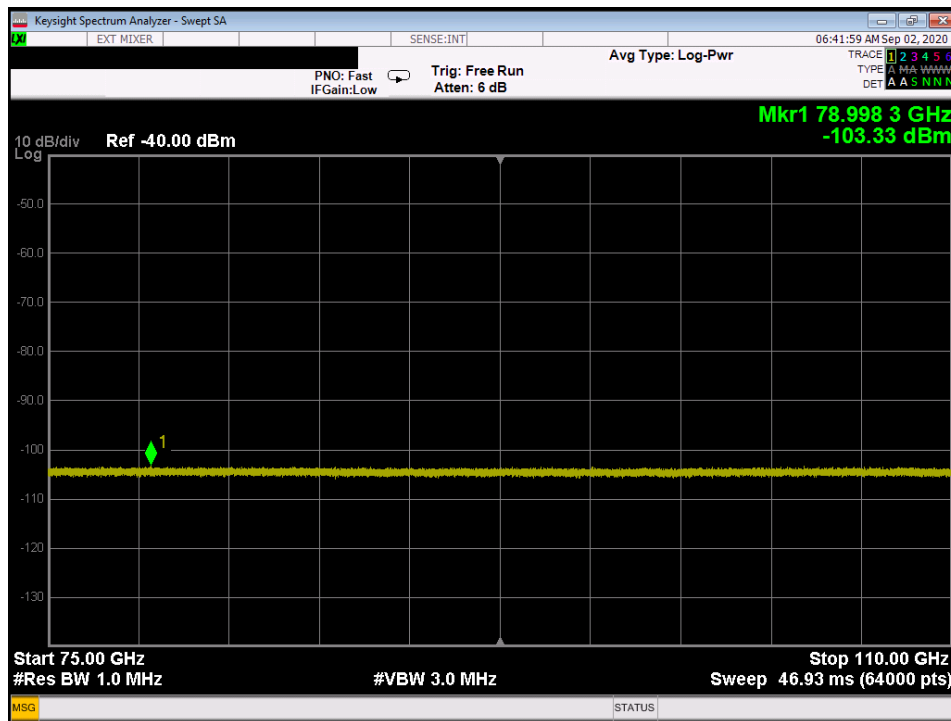 Keysight Spectrum Analyzer - Swept SA
LXI EXT MIXER SENSE:INT 06:41:59 AM Sep 02, 2020
Avg Type: Log-Pwr TRACE 1 2 3 4 5 6
PNO: Fast Trig: Free Run TYPE A MA WWWW
IFGain:Low Atten: 6 dB DET A A S N N N
Mkr1 78.998 3 GHz
10 dB/div Ref -40.00 dBm -103.33 dBm
Log
-50.0
-60.0
-70.0
-80.0
-90.0
1
-100
-110
-120
-130
Start 75.00 GHz Stop 110.00 GHz
#Res BW 1.0 MHz #VBW 3.0 MHz Sweep 46.93 ms (64000 pts)
MSG STATUS